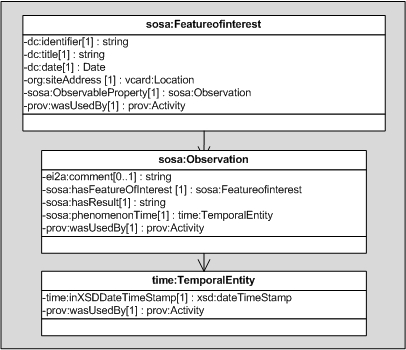 sosa:Featureofinterest
-dc:identifier[1] : string
-dc:title[1] : string
-dc:date[1] : Date
-org:siteAddress [1] : vcard:Location
-sosa:ObservableProperty[1] : sosa:Observation
-prov:wasUsedBy[1] : prov:Activity
sosa:Observation
-ei2a:comment[0..1] : string
-sosa:hasFeatureOfInterest [1] : sosa:Featureofinterest
-sosa:hasResult[1] : string
-sosa:phenomenonTime[1] : time:TemporalEntity
-prov:wasUsedBy[1] : prov:Activity
time:TemporalEntity
-time:inXSDDateTimeStamp[1] : xsd:dateTimeStamp
-prov:wasUsedBy[1] : prov:Activity